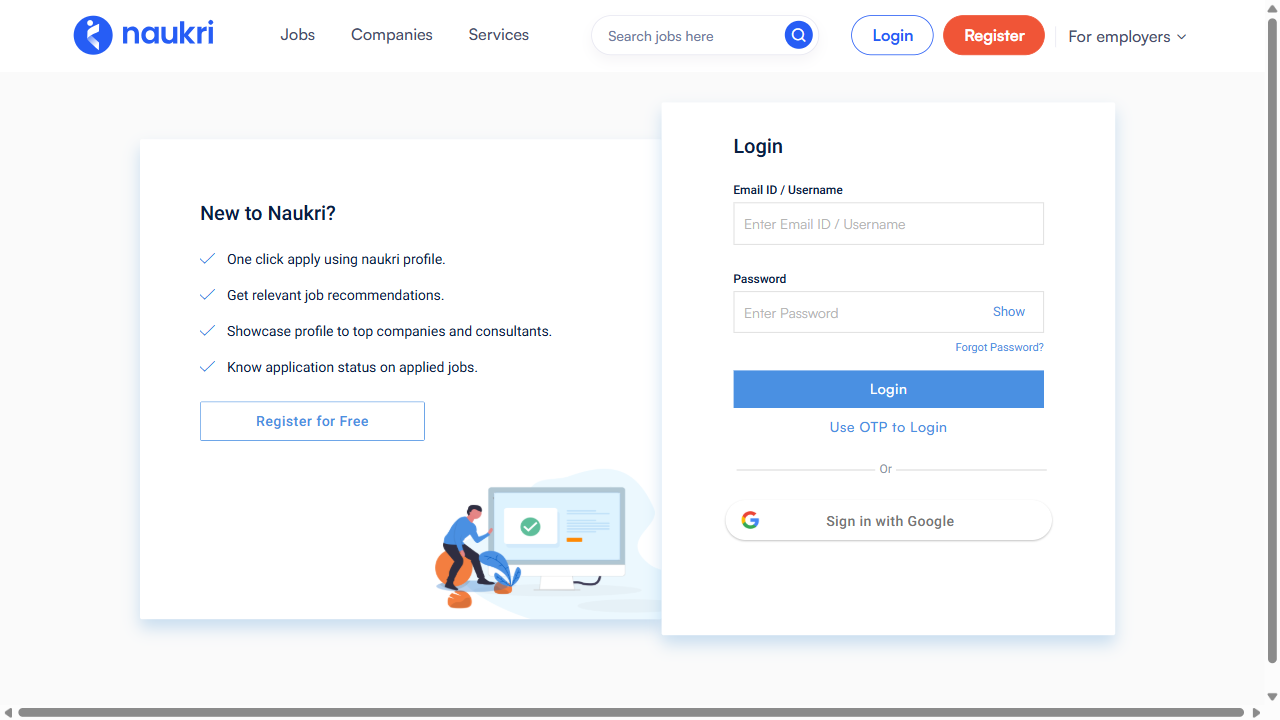 naukri
Jobs
Companies
Services
Search jobs here
Login
Register
For employers
New to Naukri?
One click apply using naukri profile.
Get relevant job recommendations.
Showcase profile to top companies and consultants.
Know application status on applied jobs.
Register for Free
Login
Email ID / Username
Enter Email ID / Username
Password
Enter Password
Show
Forgot Password?
Login
Use OTP to Login
Or
Sign in with Google